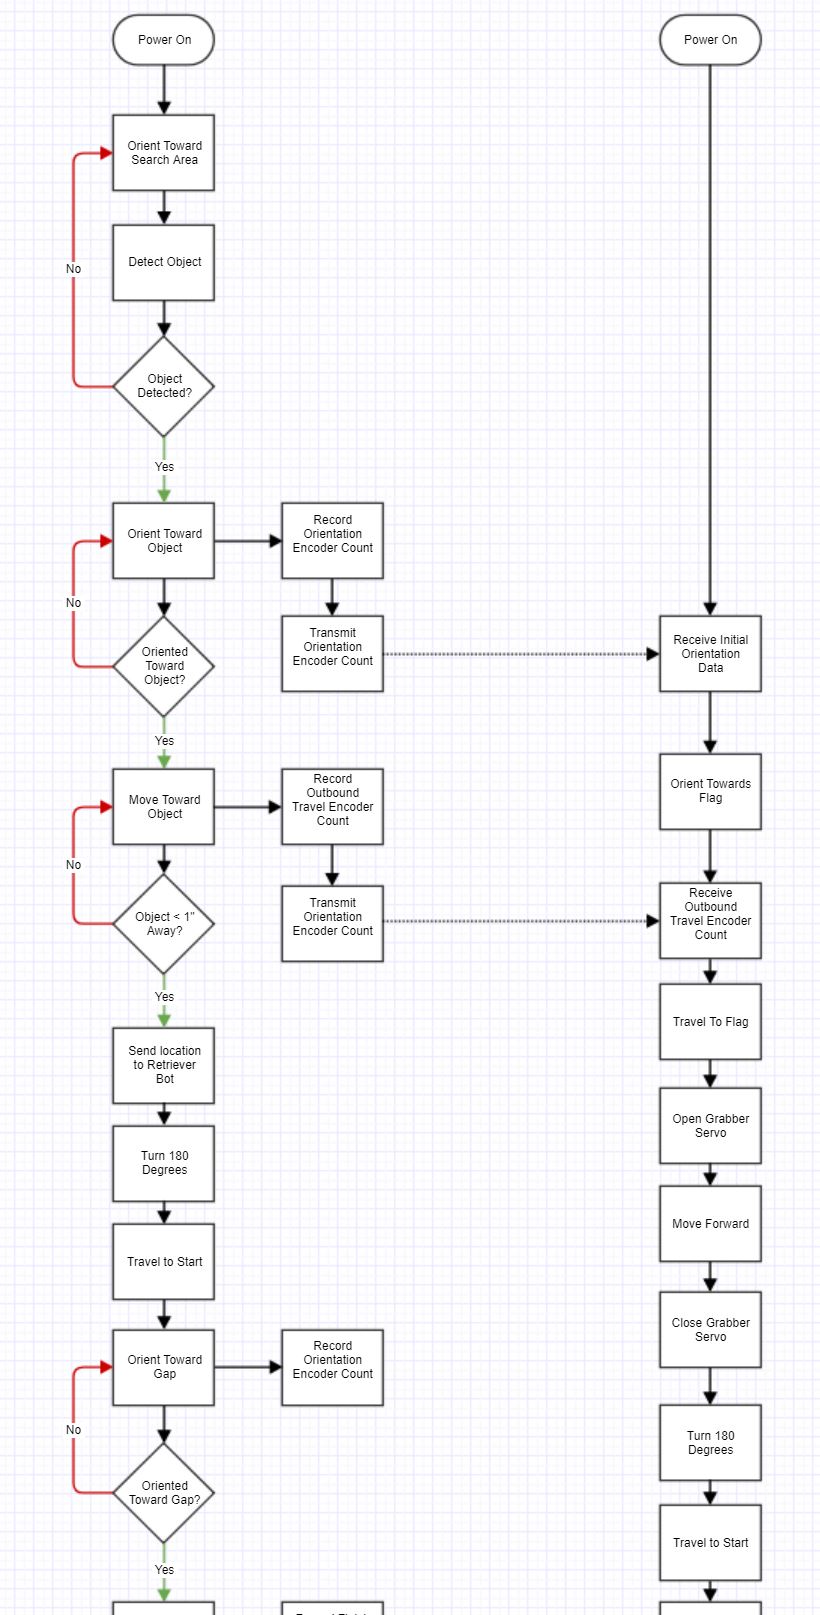 Power On
Power On
Orient Toward
Search Area
Detect Object
No
Object
Detected?
Yes
Orient Toward
Object
Record
Orientation
Encoder Count
No
Oriented
Toward
Object?
Transmit
Orientation
Encoder Count
Receive Initial
Orientation
Data
Yes
Move Toward
Object
Record
Outbound
Travel Encoder
Count
Orient Towards
Flag
No
Object < 1"
Away?
Transmit
Orientation
Encoder Count
Receive
Outbound
Travel Encoder
Count
Yes
Send location
to Retriever
Bot
Travel To Flag
Turn 180
Degrees
Open Grabber
Servo
Travel to Start
Move Forward
Orient Toward
Gap
Record
Orientation
Encoder Count
Close Grabber
Servo
No
Oriented
Toward Gap?
Turn 180
Degrees
Yes
Travel to Start